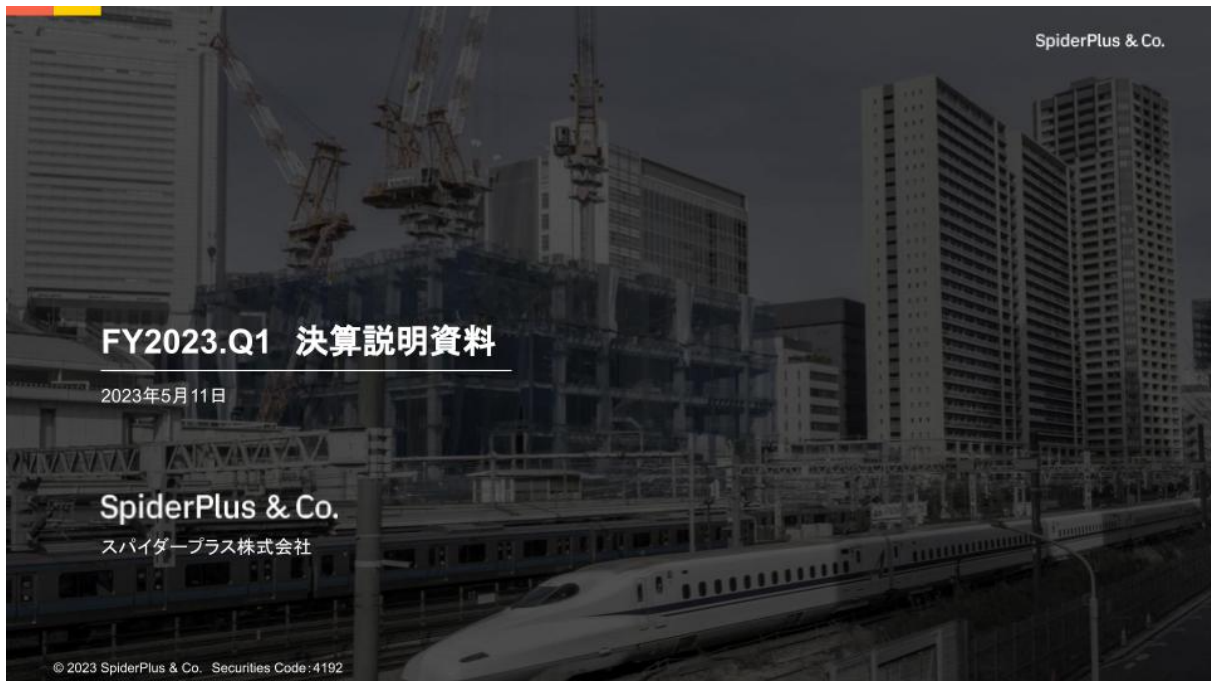 SpiderPlus & Co.
FY2023.Q1 決算説明資料
2023年5月11日
SpiderPlus & Co.
スパイダープラス株式会社
© 2023 SpiderPlus & Co. Securities Code:4192